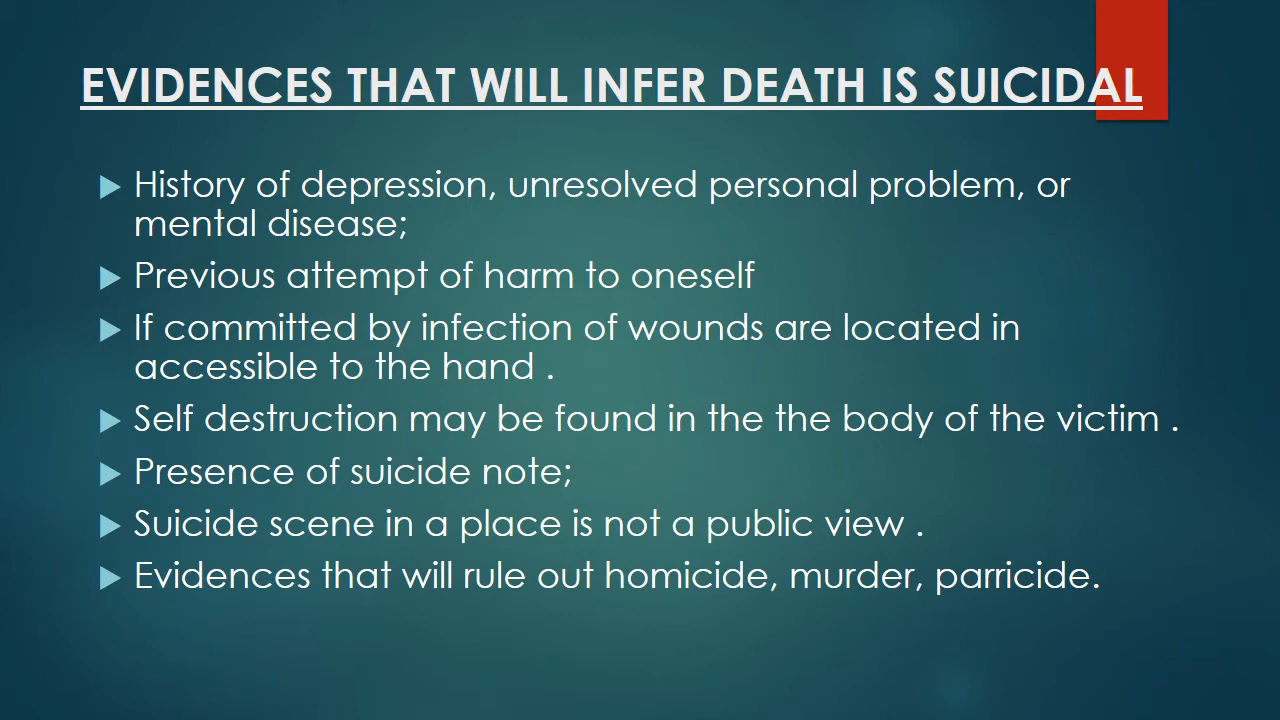 EVIDENCES THAT WILL INFER DEATH IS SUICIDAL
History of depression, unresolved personal problem, or
mental disease;
Previous attempt of harm to oneself
If committed by infection of wounds are located in
accessible to the hand .
Self destruction may be found in the the body of the victim .
Presence of suicide note;
Suicide scene in a place is not a public view .
Evidences that will rule out homicide, murder, parricide.